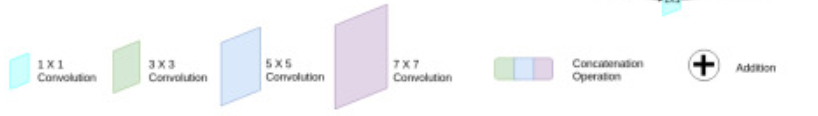 1 X 1
Convolution
3 X 3
Convolution
5 X 5
Convolution
7 X 7
Convolution
Concatenation
Operation
Addition